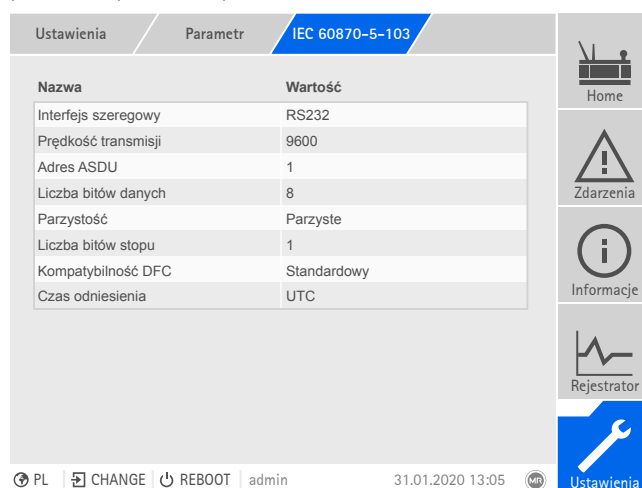 Ustawienia Parametr IEC 60870-5-103
Nazwa Wartość
Interfejs szeregowy RS232
Prędkość transmisji 9600
Adres ASDU 1
Liczba bitów danych 8
Parzystość Parzyste
Liczba bitów stopu 1
Kompatybilność DFC Standardowy
Czas odniesienia UTC
Home
Zdarzenia
Informacje
Rejestrator
Ustawienia
PL CHANGE REBOOT admin 31.01.2020 13:05 MR